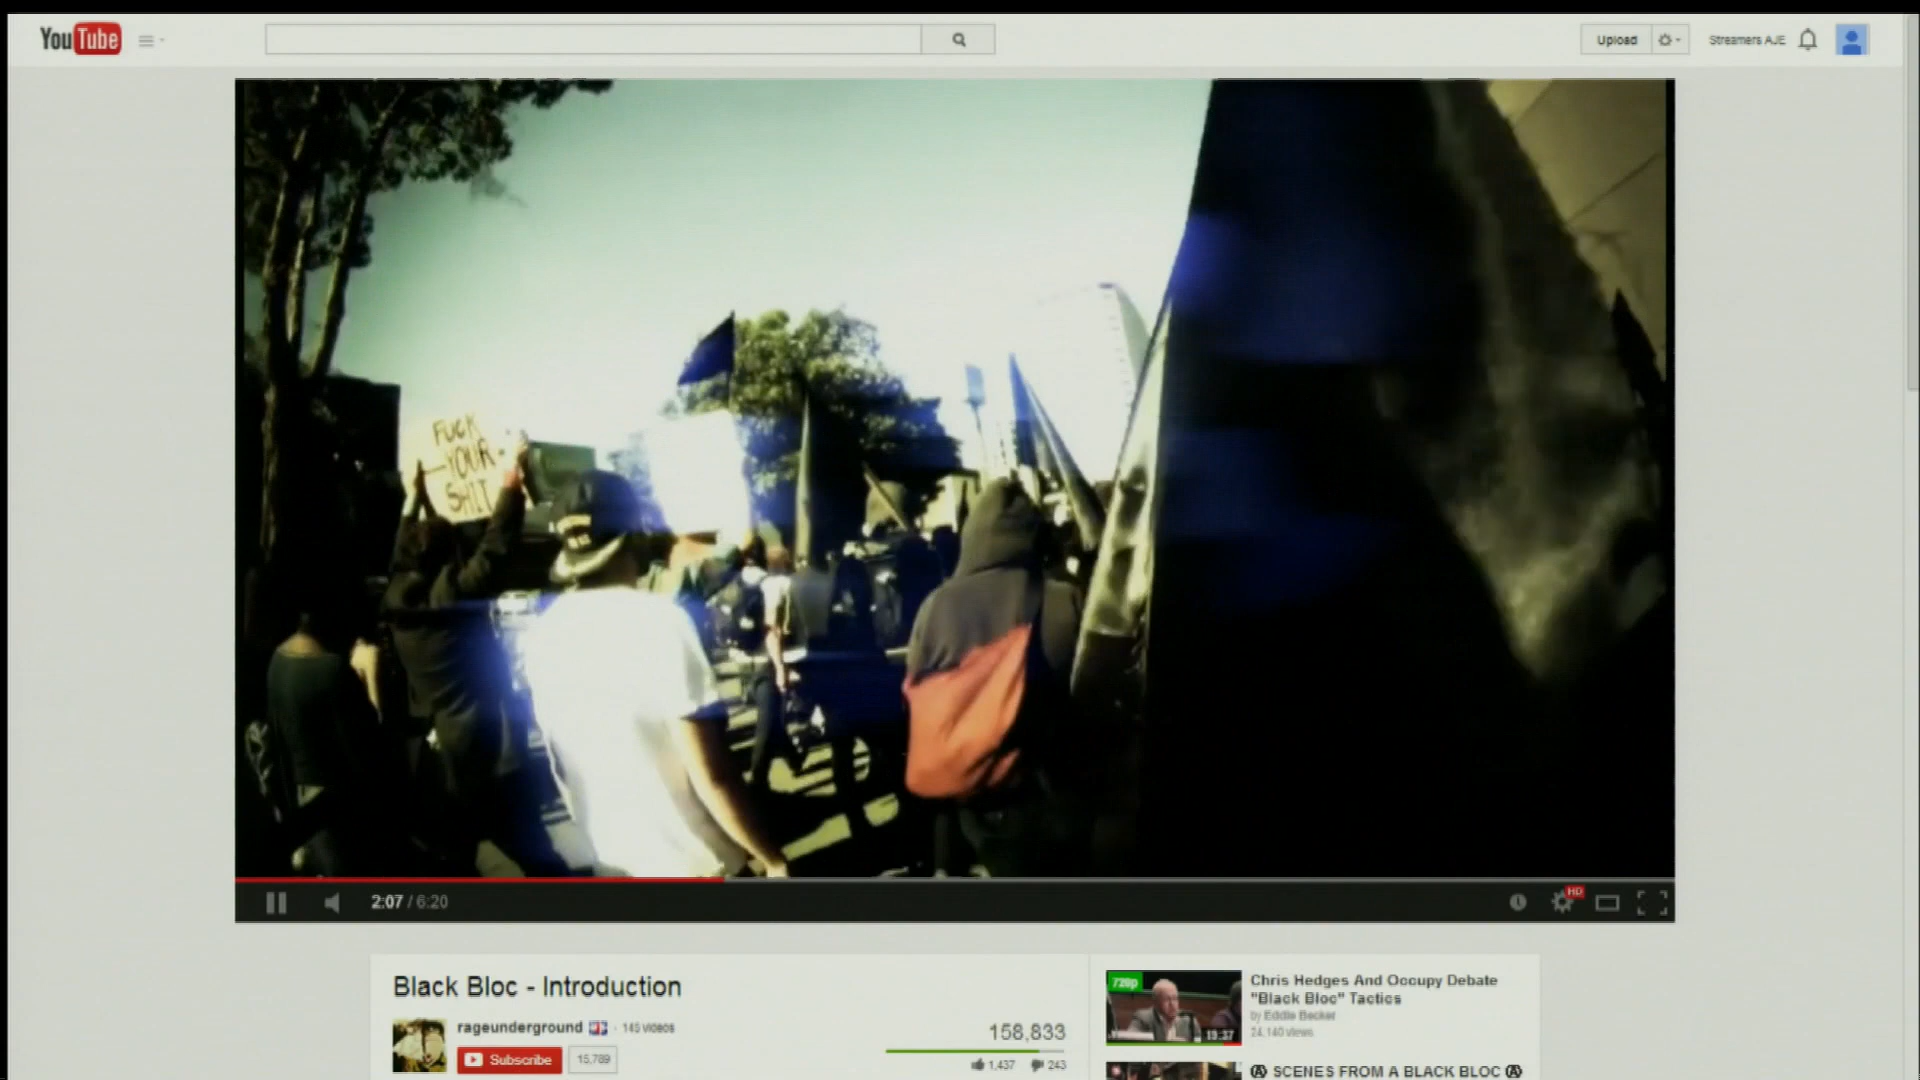 YouTube
Upload
Streamers AJE
FUCK
YOUR
SHIT
2:07 / 6:20
HD
Black Bloc - Introduction
rageunderground · 145 videos
Subscribe 15,789
158,833
1,437 243
720p
15:37
Chris Hedges And Occupy Debate
"Black Bloc" Tactics
by Eddie Becker
24,140 views
Ⓐ SCENES FROM A BLACK BLOC Ⓐ